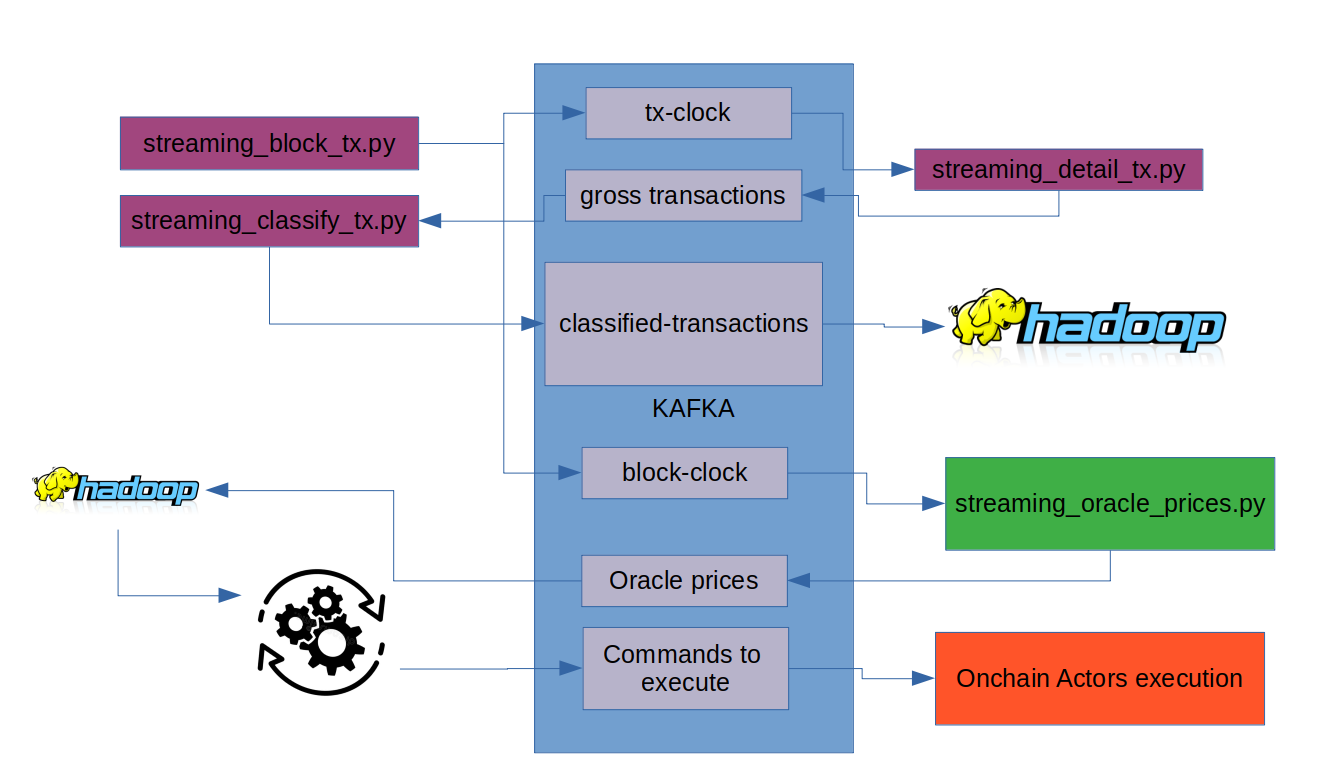 tx-clock
streaming_block_tx.py
streaming_detail_tx.py
gross transactions
streaming_classify_tx.py
classified-transactions
hadoop
KAFKA
block-clock
hadoop
streaming_oracle_prices.py
Oracle prices
Commands to
execute
Onchain Actors execution